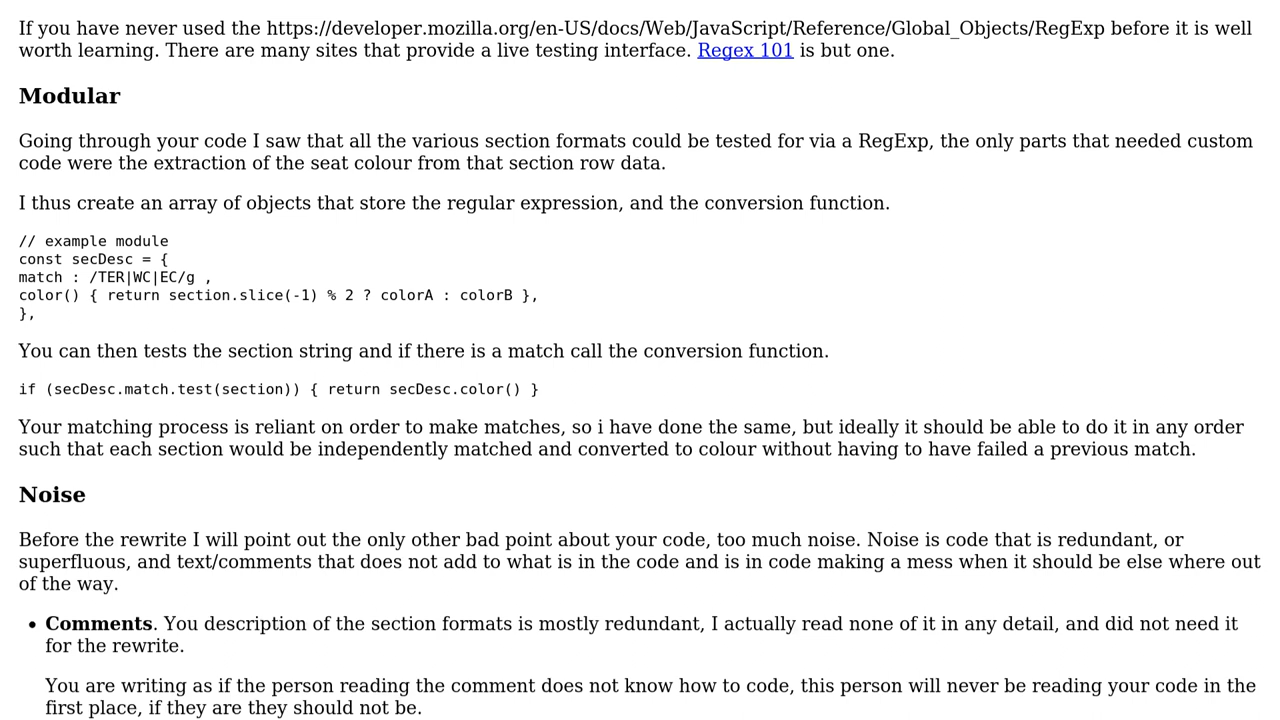 If you have never used the https://developer.mozilla.org/en-US/docs/Web/JavaScript/Reference/Global_Objects/RegExp before it is well
worth learning. There are many sites that provide a live testing interface. Regex 101 is but one.
Modular
Going through your code I saw that all the various section formats could be tested for via a RegExp, the only parts that needed custom
code were the extraction of the seat colour from that section row data.
I thus create an array of objects that store the regular expression, and the conversion function.
// example module
const secDesc = {
match : /TER|WC|EC/g ,
color() { return section.slice(-1) % 2 ? colorA : colorB },
},
You can then tests the section string and if there is a match call the conversion function.
if (secDesc.match.test(section)) { return secDesc.color() }
Your matching process is reliant on order to make matches, so i have done the same, but ideally it should be able to do it in any order
such that each section would be independently matched and converted to colour without having to have failed a previous match.
Noise
Before the rewrite I will point out the only other bad point about your code, too much noise. Noise is code that is redundant, or
superfluous, and text/comments that does not add to what is in the code and is in code making a mess when it should be else where out
of the way.
• Comments. You description of the section formats is mostly redundant, I actually read none of it in any detail, and did not need it
for the rewrite.
You are writing as if the person reading the comment does not know how to code, this person will never be reading your code in the
first place, if they are they should not be.